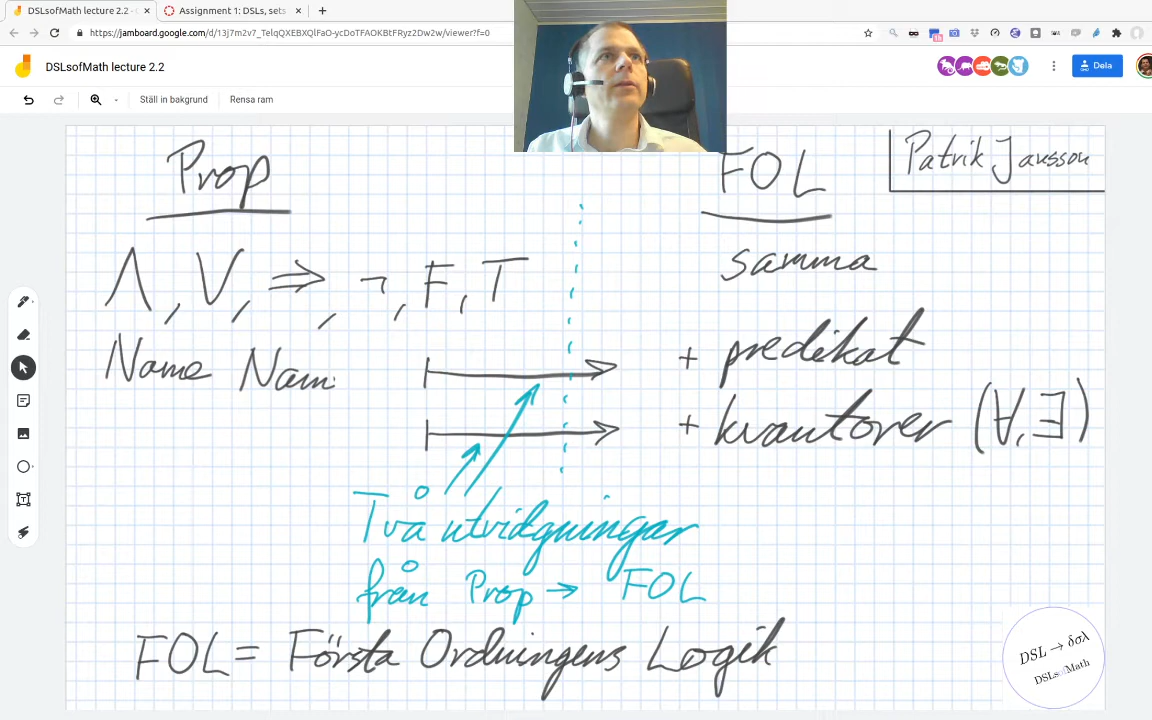 DSLsofMath lecture 2.2 -
Assignment 1: DSLs, sets
https://jamboard.google.com/d/13j7m2v7_TelqQXEBXQlFaO-ycDoTFAOKBtFRyz2Dw2w/viewer?f=0
DSLsofMath lecture 2.2
Dela
Ställ in bakgrund
Rensa ram
Prop
FOL
Patrik Jansson
∧, ∨, ⇒, ¬, F, T
samma
Name Nam
+ predikat
+ kvantorer (∀, ∃)
Två utvidgningar
från Prop → FOL
FOL = Första Ordningens Logik
DSL → δσλ
DSLsofMath